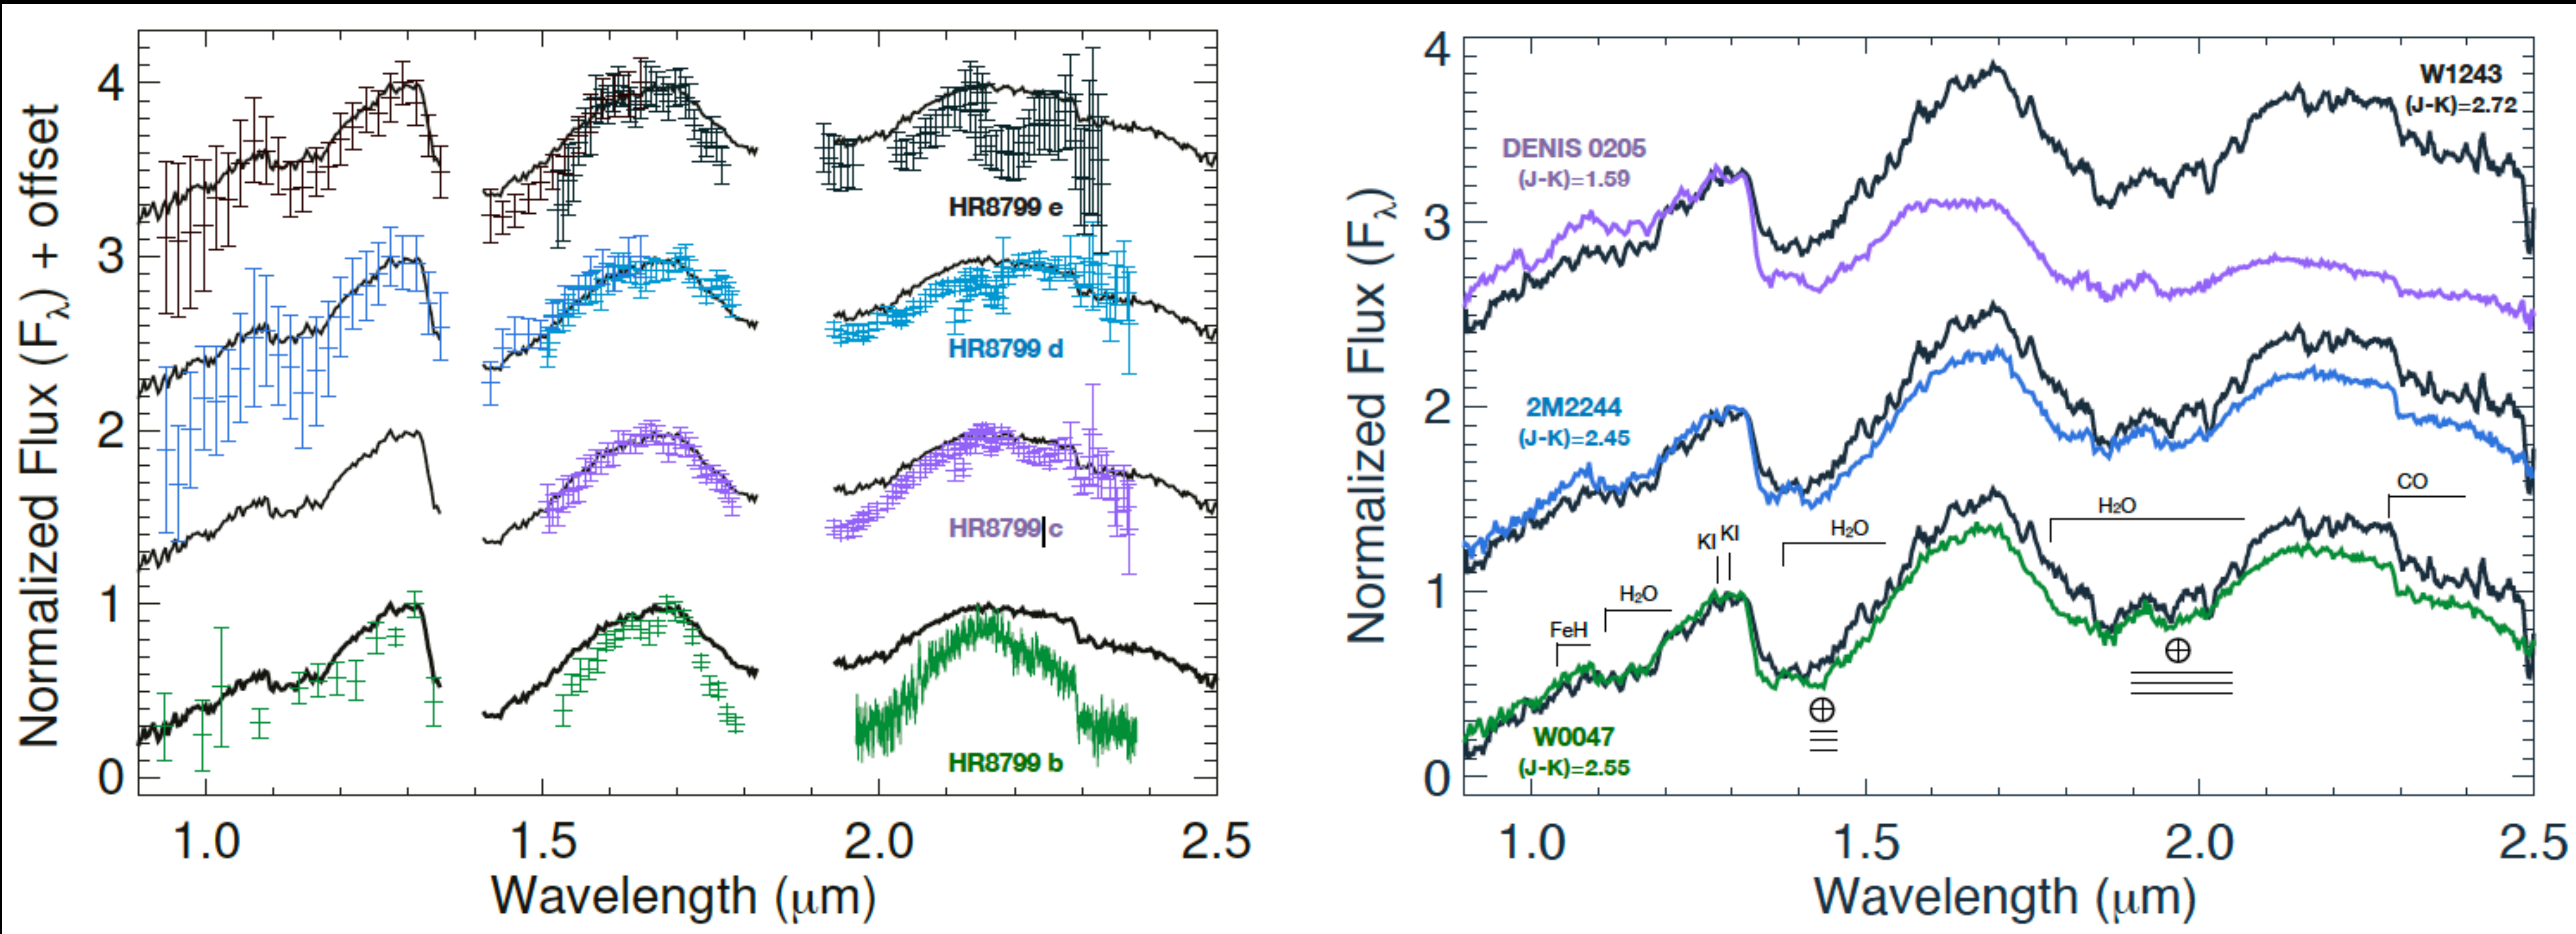 Normalized Flux (Fλ) + offset
4
3
2
1
0
HR8799 e
HR8799 d
HR8799 c
HR8799 b
1.0 1.5 2.0 2.5
Wavelength (μm)
Normalized Flux (Fλ)
4
3
2
1
0
W1243
(J-K)=2.72
DENIS 0205
(J-K)=1.59
2M2244
(J-K)=2.45
CO
H₂O
H₂O
KI KI
H₂O
FeH
W0047
(J-K)=2.55
1.0 1.5 2.0 2.5
Wavelength (μm)